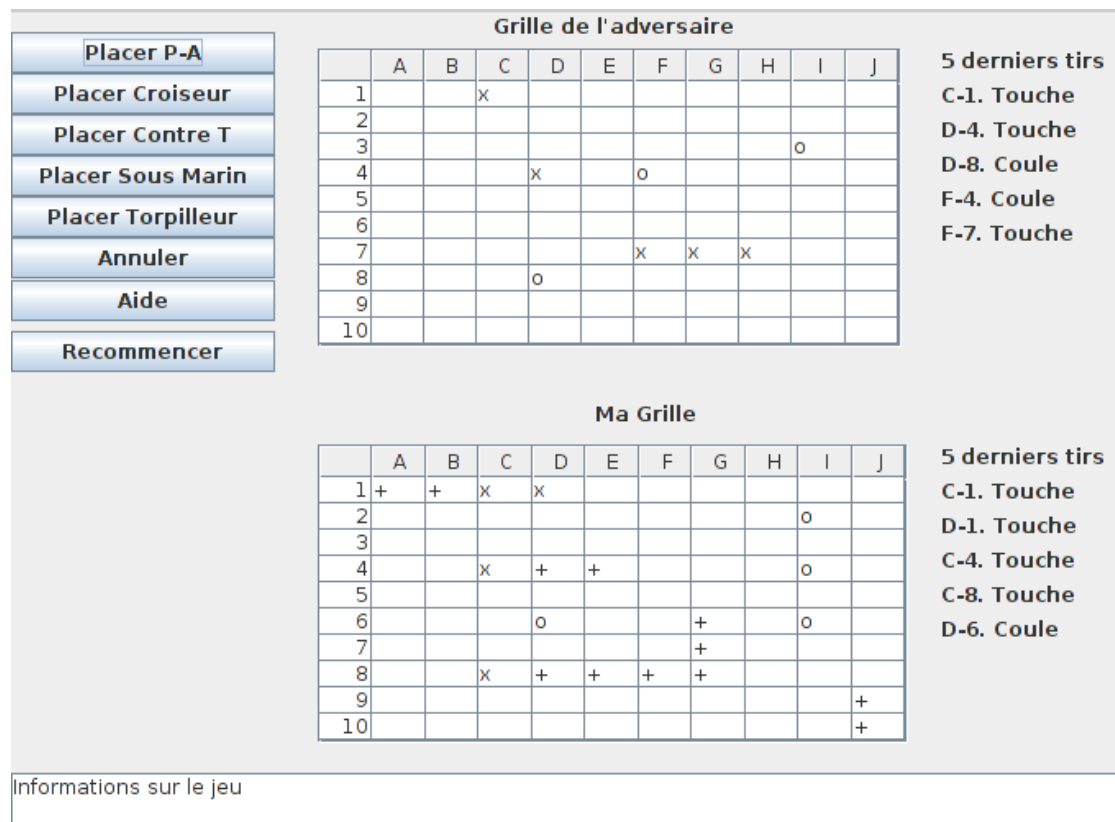 Placer P-A
Placer Croiseur
Placer Contre T
Placer Sous Marin
Placer Torpilleur
Annuler
Aide
Recommencer
Grille de l'adversaire
A B C D E F G H I J
1 x
2
3 o
4 x o
5
6
7 x x x
8 o
9
10
5 derniers tirs
C-1. Touche
D-4. Touche
D-8. Coule
F-4. Coule
F-7. Touche
Ma Grille
A B C D E F G H I J
1 + + x x
2 o
3
4 x + + o
5
6 o + o
7 +
8 x + + + +
9 +
10 +
5 derniers tirs
C-1. Touche
D-1. Touche
C-4. Touche
C-8. Touche
D-6. Coule
Informations sur le jeu